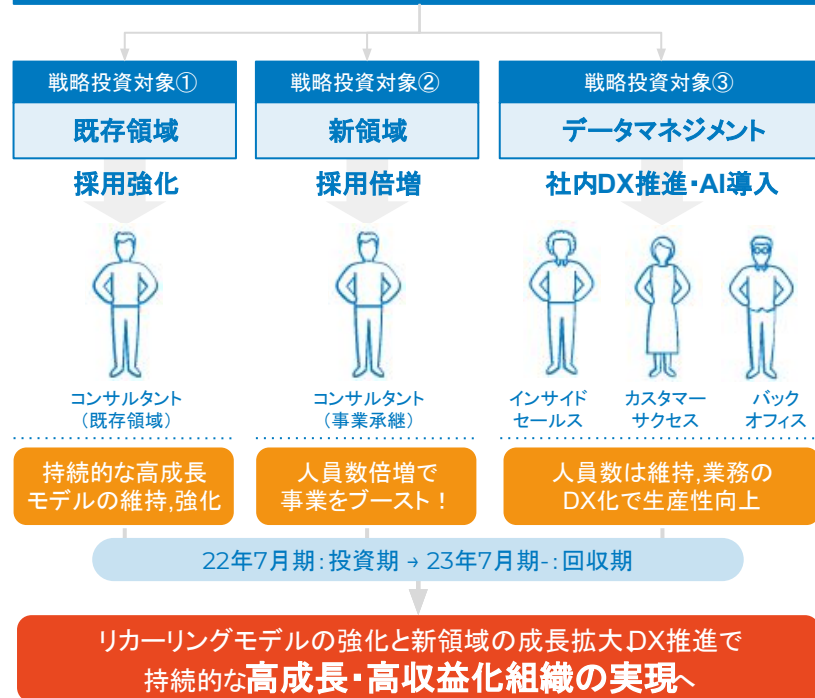 戦略投資対象①
既存領域
採用強化
コンサルタント
（既存領域）
持続的な高成長
モデルの維持,強化
戦略投資対象②
新領域
採用倍増
コンサルタント
（事業承継）
人員数倍増で
事業をブースト！
戦略投資対象③
データマネジメント
社内DX推進・AI導入
インサイド
セールス
カスタマー
サクセス
バック
オフィス
人員数は維持,業務の
DX化で生産性向上
22年7月期：投資期 → 23年7月期-：回収期
リカーリングモデルの強化と新領域の成長拡大,DX推進で
持続的な高成長・高収益化組織の実現へ